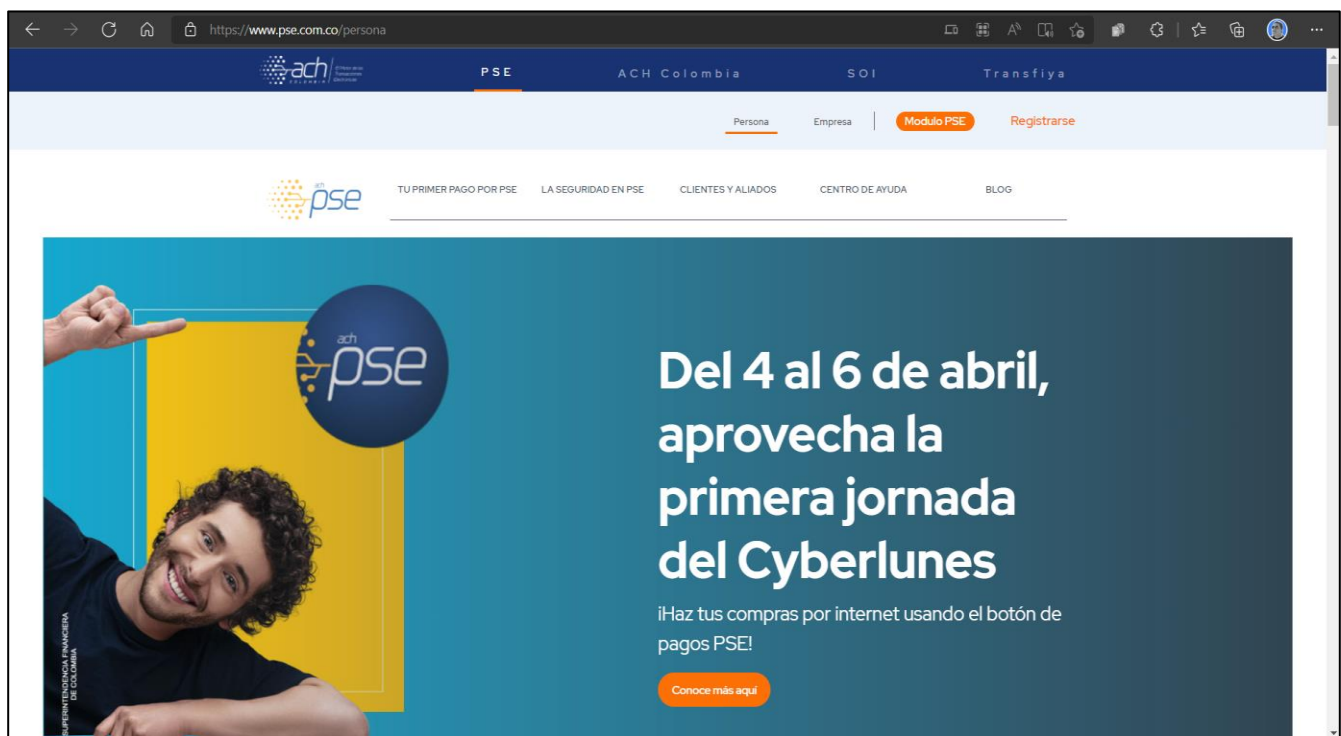 https://www.pse.com.co/persona
ach
COLOMBIA
PSE
ACH Colombia
SOI
Transfiya
Persona
Empresa
Modulo PSE
Registrarse
ach
pse
TU PRIMER PAGO POR PSE
LA SEGURIDAD EN PSE
CLIENTES Y ALIADOS
CENTRO DE AYUDA
BLOG
ach
pse
Del 4 al 6 de abril,
aprovecha la
primera jornada
del Cyberlunes
¡Haz tus compras por internet usando el botón de
pagos PSE!
Conoce más aquí
SUPERINTENDENCIA FINANCIERA
DE COLOMBIA